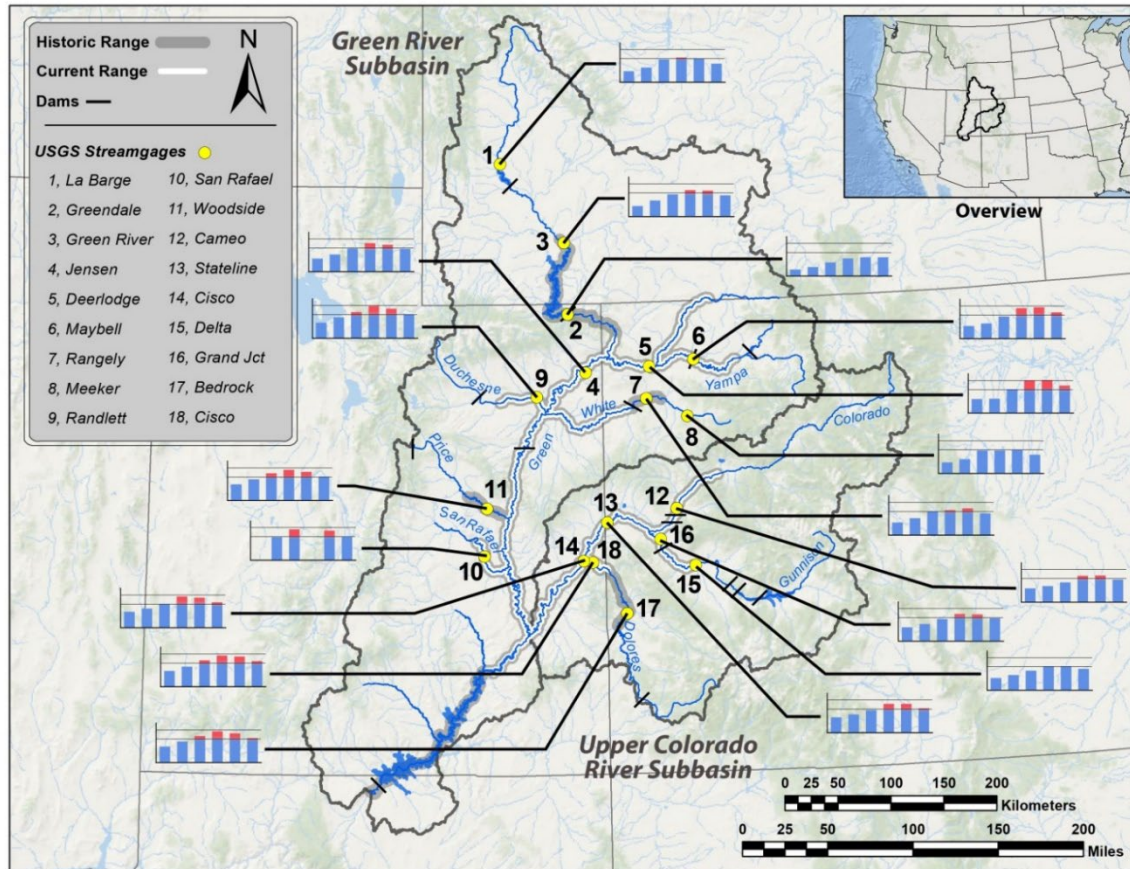 Historic Range
Current Range
Dams
N
USGS Streamgages
1, La Barge
2, Greendale
3, Green River
4, Jensen
5, Deerlodge
6, Maybell
7, Rangely
8, Meeker
9, Randlett
10, San Rafael
11, Woodside
12, Cameo
13, Stateline
14, Cisco
15, Delta
16, Grand Jct
17, Bedrock
18, Cisco
Green River
Subbasin
Overview
1
3
2
5
6
4
7
9
8
Duchesne
Yampa
White
Colorado
Green
Price
11
San Rafael
10
12
13
16
14
18
15
Gunnison
17
Dolores
Upper Colorado
River Subbasin
0 25 50 100 150 200
Kilometers
0 25 50 100 150 200
Miles